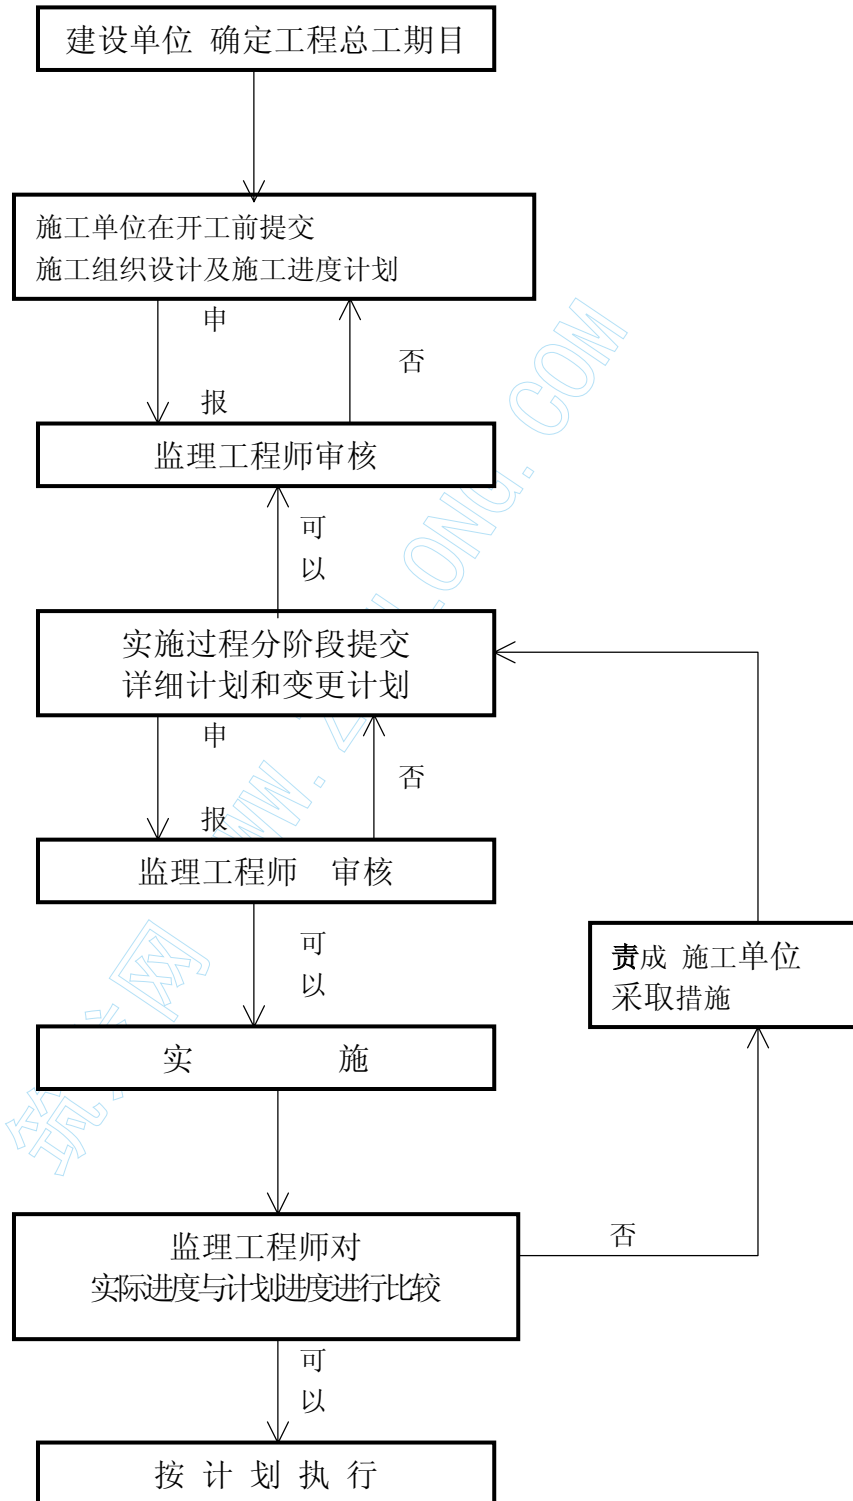 建设单位 确定工程总工期目
施工单位在开工前提交
施工组织设计及施工进度计划
申
报
否
监理工程师审核
可
以
实施过程分阶段提交
详细计划和变更计划
申
报
否
监理工程师 审核
可
以
责成 施工单位
采取措施
实 施
监理工程师对
实际进度与计划进度进行比较
否
可
以
按 计 划 执 行